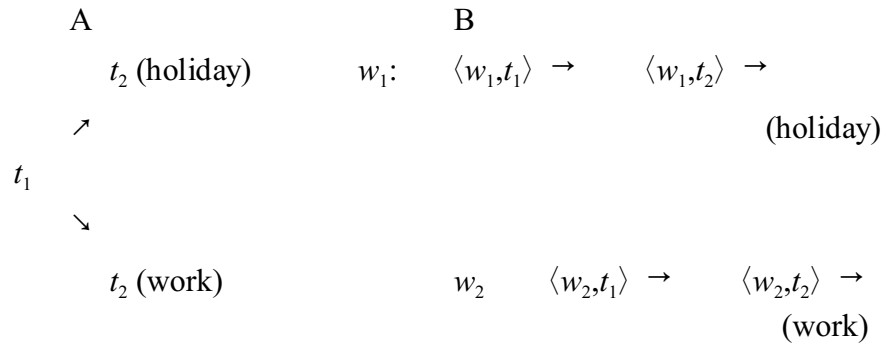 A B
t₂ (holiday) w₁: ⟨w₁,t₁⟩ → ⟨w₁,t₂⟩ →
↗ (holiday)
t₁
↘
t₂ (work) w₂ ⟨w₂,t₁⟩ → ⟨w₂,t₂⟩ →
(work)